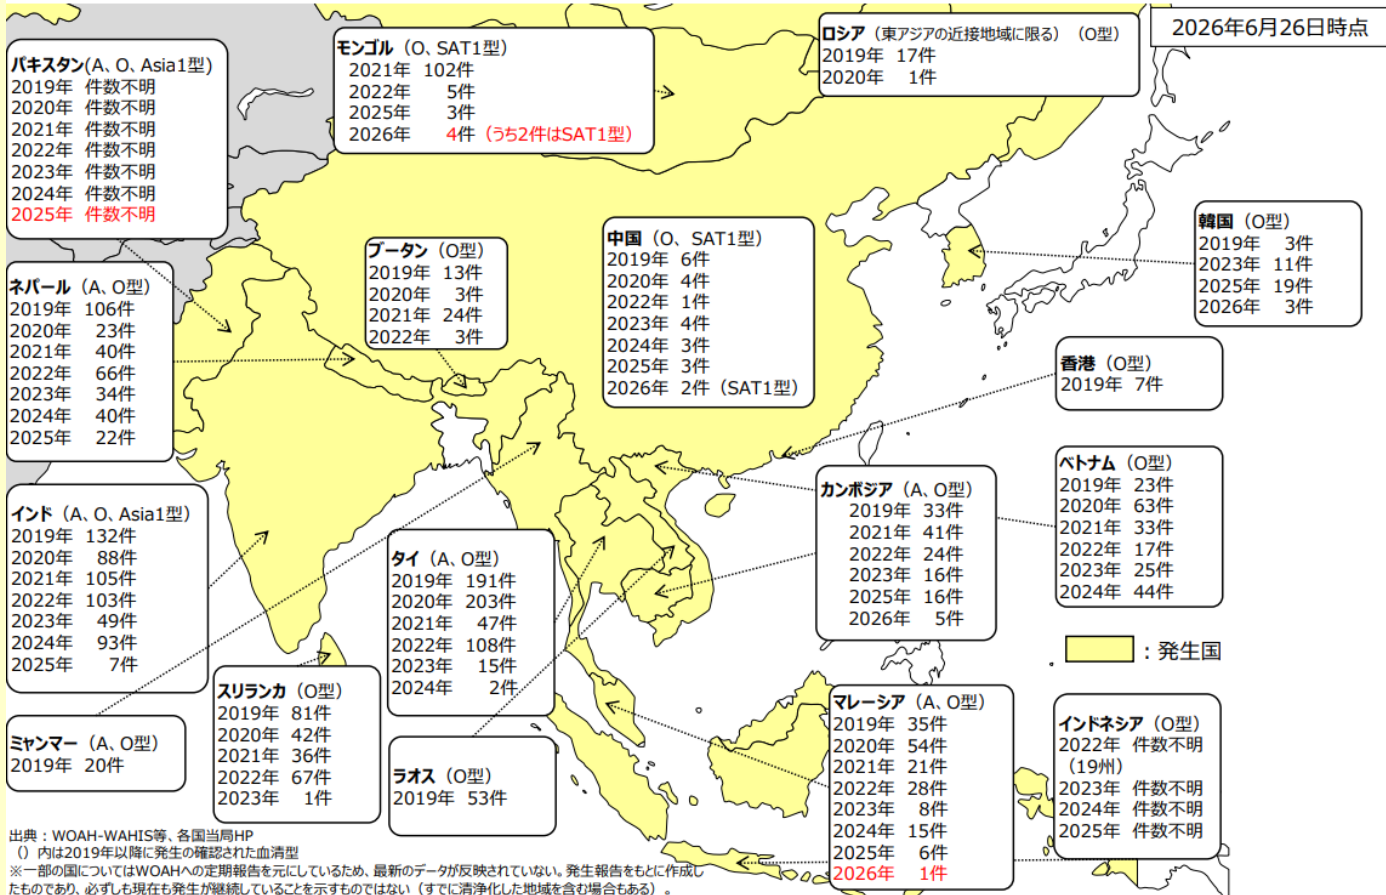 2026年6月26日時点
パキスタン(A、O、Asia1型)
2019年 件数不明
2020年 件数不明
2021年 件数不明
2022年 件数不明
2023年 件数不明
2024年 件数不明
2025年 件数不明
モンゴル（O、SAT1型）
2021年 102件
2022年 5件
2025年 3件
2026年 4件（うち2件はSAT1型）
ロシア（東アジアの近接地域に限る）（O型）
2019年 17件
2020年 1件
ネパール（A、O型）
2019年 106件
2020年 23件
2021年 40件
2022年 66件
2023年 34件
2024年 40件
2025年 22件
ブータン（O型）
2019年 13件
2020年 3件
2021年 24件
2022年 3件
中国（O、SAT1型）
2019年 6件
2020年 4件
2022年 1件
2023年 4件
2024年 3件
2025年 3件
2026年 2件（SAT1型）
韓国（O型）
2019年 3件
2023年 11件
2025年 19件
2026年 3件
香港（O型）
2019年 7件
インド（A、O、Asia1型）
2019年 132件
2020年 88件
2021年 105件
2022年 103件
2023年 49件
2024年 93件
2025年 7件
タイ（A、O型）
2019年 191件
2020年 203件
2021年 47件
2022年 108件
2023年 15件
2024年 2件
カンボジア（A、O型）
2019年 33件
2021年 41件
2022年 24件
2023年 16件
2025年 16件
2026年 5件
ベトナム（O型）
2019年 23件
2020年 63件
2021年 33件
2022年 17件
2023年 25件
2024年 44件
：発生国
ミャンマー（A、O型）
2019年 20件
スリランカ（O型）
2019年 81件
2020年 42件
2021年 36件
2022年 67件
2023年 1件
ラオス（O型）
2019年 53件
マレーシア（A、O型）
2019年 35件
2020年 54件
2021年 21件
2022年 28件
2023年 8件
2024年 15件
2025年 6件
2026年 1件
インドネシア（O型）
2022年 件数不明
（19州）
2023年 件数不明
2024年 件数不明
2025年 件数不明
出典：WOAH-WAHIS等、各国当局HP
（）内は2019年以降に発生の確認された血清型
※一部の国についてはWOAHへの定期報告を元にしているため、最新のデータが反映されていない。発生報告をもとに作成し
たものであり、必ずしも現在も発生が継続していることを示すものではない（すでに清浄化した地域を含む場合もある）。